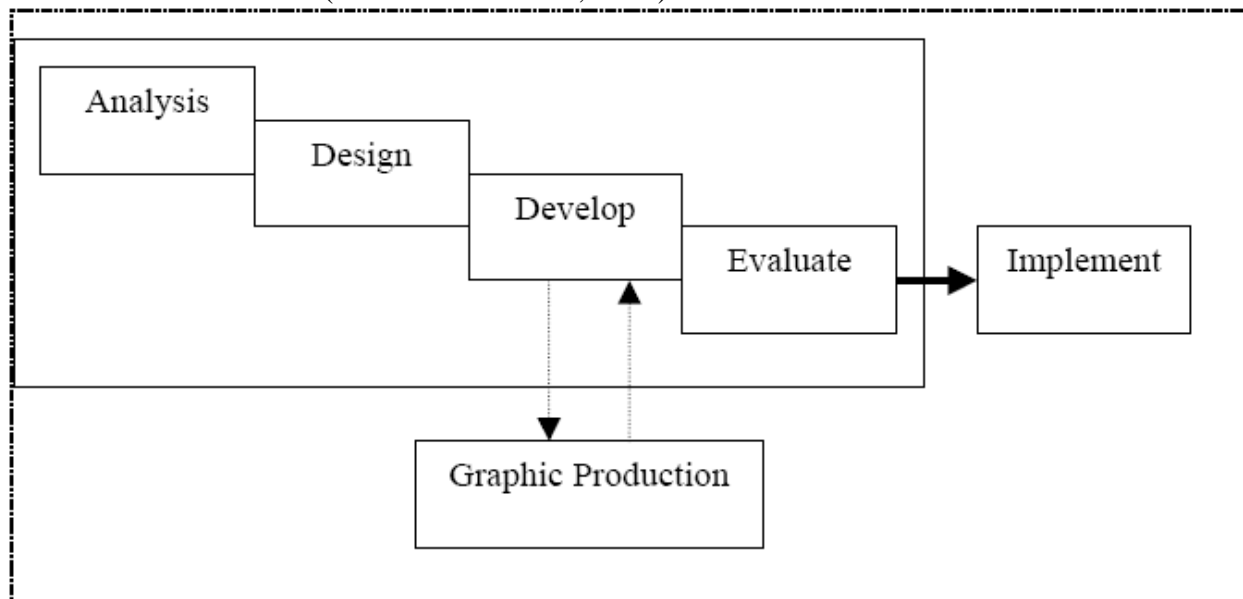 Analysis
Design
Develop
Evaluate
Implement
Graphic Production